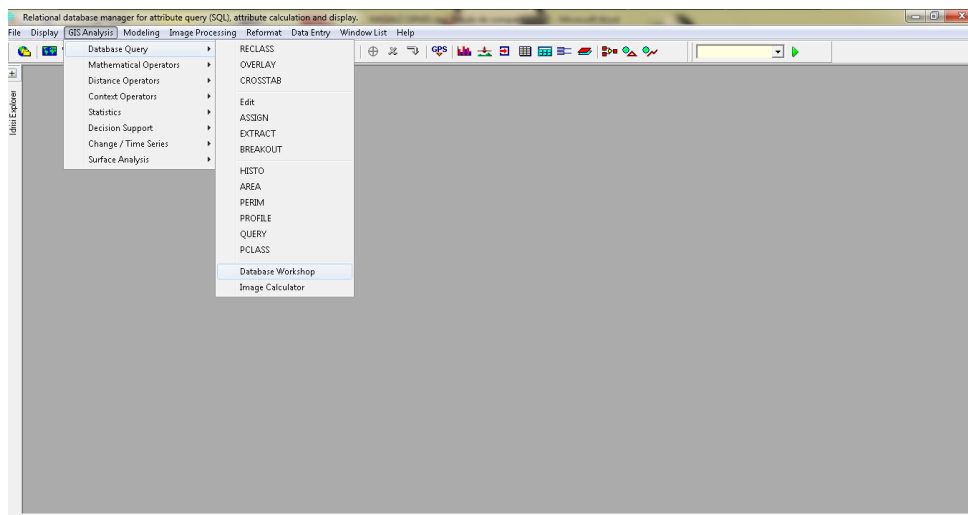 Relational database manager for attribute query (SQL), attribute calculation and display.
File Display GIS Analysis Modeling Image Processing Reformat Data Entry Window List Help
GPS
Idrisi Explorer
Database Query
Mathematical Operators
Distance Operators
Context Operators
Statistics
Decision Support
Change / Time Series
Surface Analysis
RECLASS
OVERLAY
CROSSTAB
Edit
ASSIGN
EXTRACT
BREAKOUT
HISTO
AREA
PERIM
PROFILE
QUERY
PCLASS
Database Workshop
Image Calculator